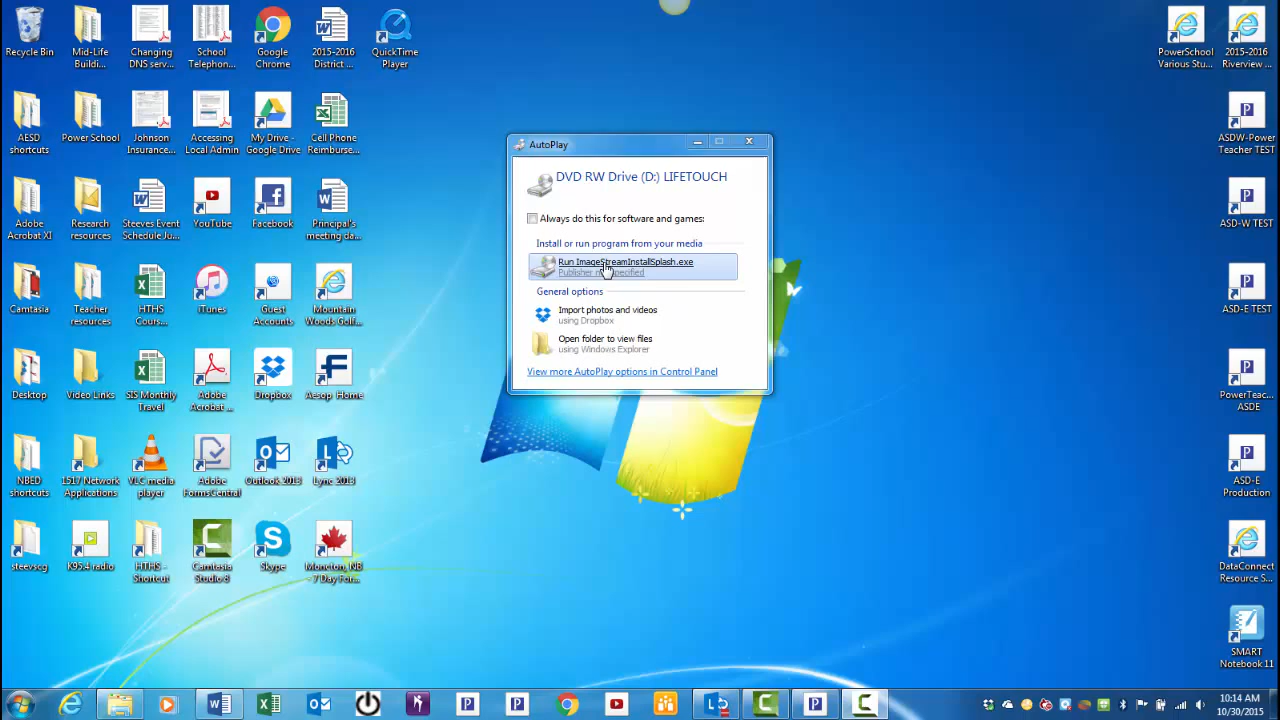 Recycle Bin
Mid-Life
Buildi...
Changing
DNS serv...
School
Telephon...
Google
Chrome
2015-2016
District ...
QuickTime
Player
PowerSchool
Various Stu...
2015-2016
Riverview ...
AESD
shortcuts
Power School
Johnson
Insurance...
Accessing
Local Admin
My Drive -
Google Drive
Cell Phone
Reimburse...
ASDW-Power
Teacher TEST
AutoPlay
DVD RW Drive (D:) LIFETOUCH
Always do this for software and games:
Install or run program from your media
Run ImageStreamInstallSplash.exe
Publisher not specified
General options
Import photos and videos
using Dropbox
Open folder to view files
using Windows Explorer
View more AutoPlay options in Control Panel
Adobe
Acrobat XI
Research
resources
Steeves Event
Schedule Ju...
YouTube
Facebook
Principal's
meeting da...
ASD-W TEST
Camtasia
Teacher
resources
HTHS
Cours...
iTunes
Guest
Accounts
Mountain
Woods Golf...
ASD-E TEST
Desktop
Video Links
SIS Monthly
Travel
Adobe
Acrobat ...
Dropbox
Aesop Home
PowerTeac...
ASDE
NBED
shortcuts
1517 Network
Applications
VLC media
player
Adobe
FormsCentral
Outlook 2013
Lync 2013
ASD-E
Production
steevscg
K95.4 radio
HTHS -
Shortcut
Camtasia
Studio 8
Skype
Moncton, NB
- 7 Day For...
DataConnect
Resource S...
SMART
Notebook 11
10:14 AM
10/30/2015